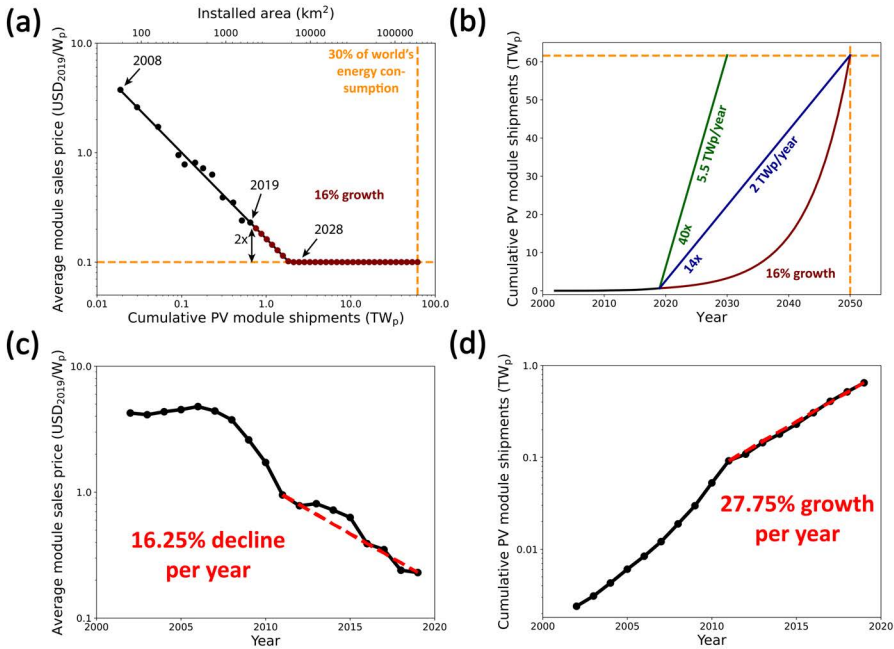 (a)
Installed area (km²)
80 400 4000 40000 400000
Average module sales price (USD₂₀₁₉/Wₚ)
10.0
1.0
0.1
2008
30% of world's
energy con-
sumption
2019
16% growth
2x
2028
0.01 0.1 1.0 10.0 100.0
Cumulative PV module shipments (TWₚ)
(b)
Cumulative PV module shipments (TWₚ)
60
50
40
30
20
10
0
5.5 TWp/year
2 TWp/year
40x
14x
16% growth
2000 2010 2020 2030 2040 2050
Year
(c)
Average module sales price (USD₂₀₁₉/Wₚ)
10.0
1.0
0.1
16.25% decline
per year
2000 2005 2010 2015 2020
Year
(d)
Cumulative PV module shipments (TWₚ)
1.0
0.1
0.01
27.75% growth
per year
2000 2005 2010 2015 2020
Year